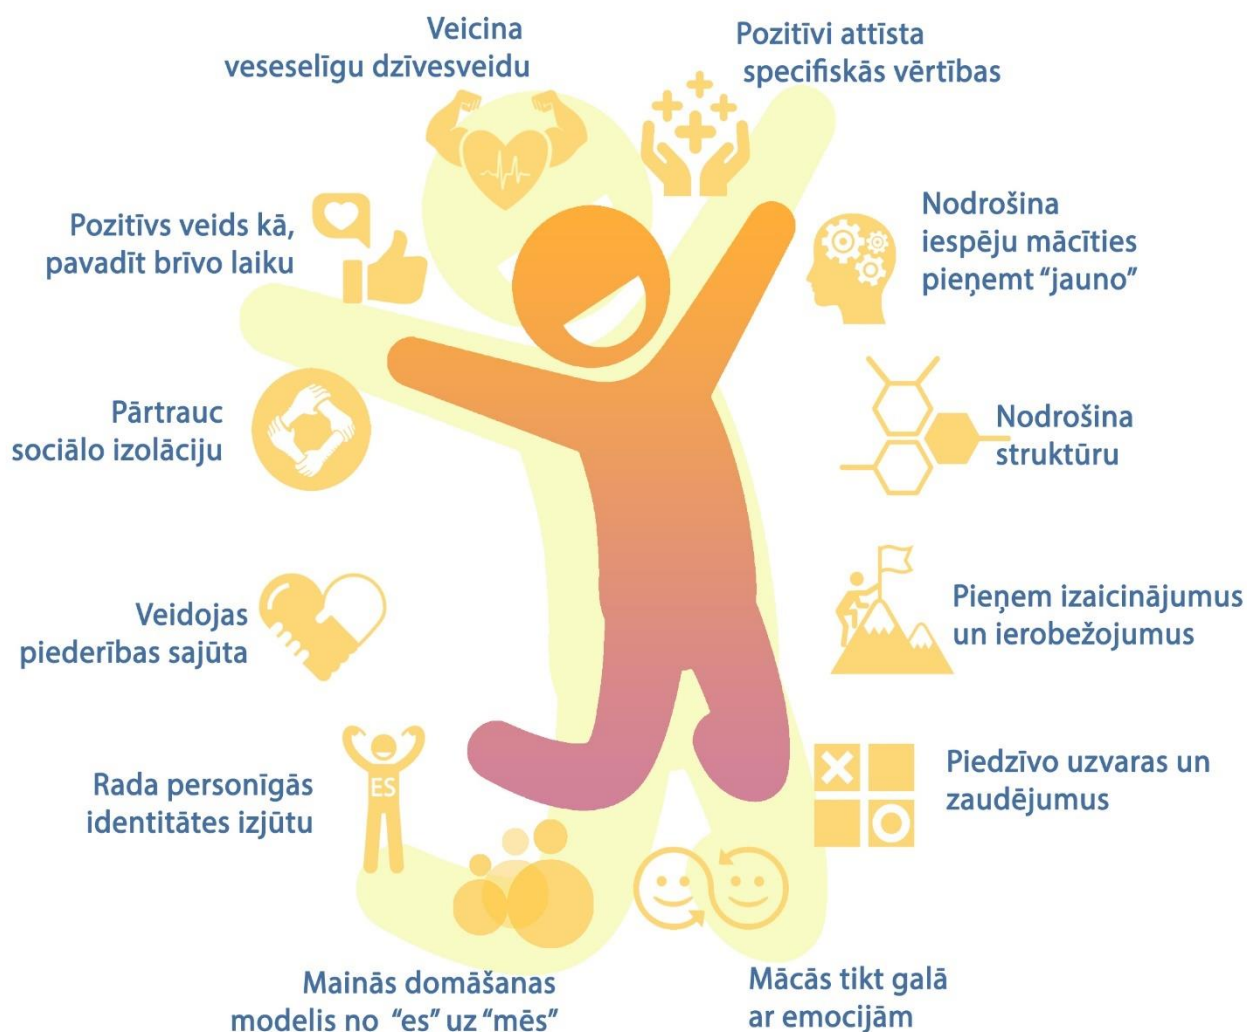 Veicina
veseselīgu dzīvesveidu
Pozitīvi attīsta
specifiskās vērtības
Pozitīvs veids kā,
pavadīt brīvo laiku
Nodrošina
iespēju mācīties
pieņemt “jauno”
Pārtrauc
sociālo izolāciju
Nodrošina
struktūru
Veidojas
piederības sajūta
Pieņem izaicinājumus
un ierobežojumus
Rada personīgās
identitātes izjūtu
ES
Piedzīvo uzvaras un
zaudējumus
Mainās domāšanas
modelis no “es” uz “mēs”
Mācās tikt galā
ar emocijām